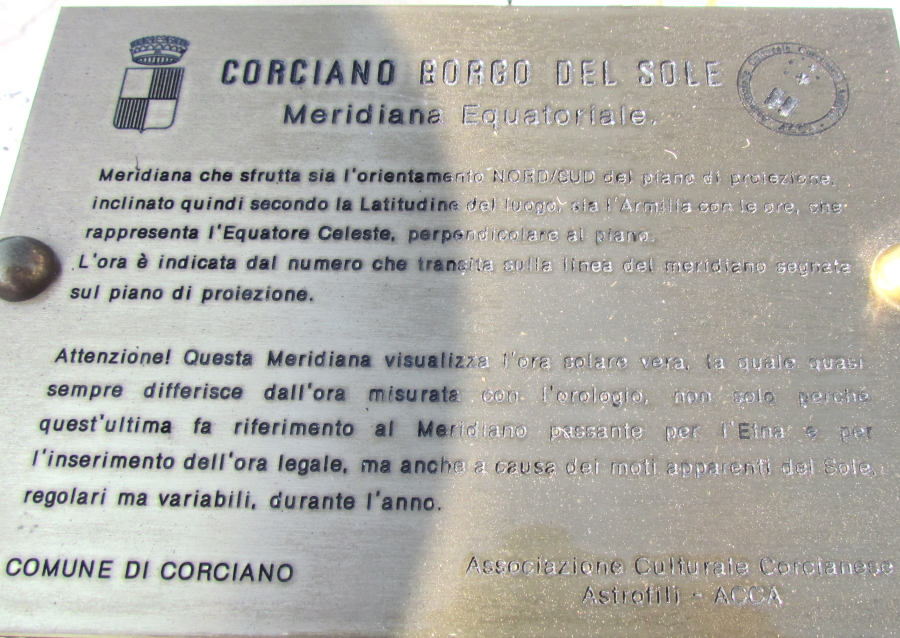 CORCIANO BORGO DEL SOLE
Meridiana Equatoriale.
Meridiana che sfrutta sia l'orientamento NORD/SUD del piano di proiezione,
inclinato quindi secondo la Latitudine del luogo, sia l'Armilla con le ore, che
rappresenta l'Equatore Celeste, perpendicolare al piano.
L'ora è indicata dal numero che transita sulla linea del meridiano segnata
sul piano di proiezione.
Attenzione! Questa Meridiana visualizza l'ora solare vera, la quale quasi
sempre differisce dall'ora misurata con l'orologio, non solo perché
quest'ultima fa riferimento al Meridiano passante per l'Etna e per
l'inserimento dell'ora legale, ma anche a causa dei moti apparenti del Sole,
regolari ma variabili, durante l'anno.
COMUNE DI CORCIANO
Associazione Culturale Corcianese
Astrofili - ACCA